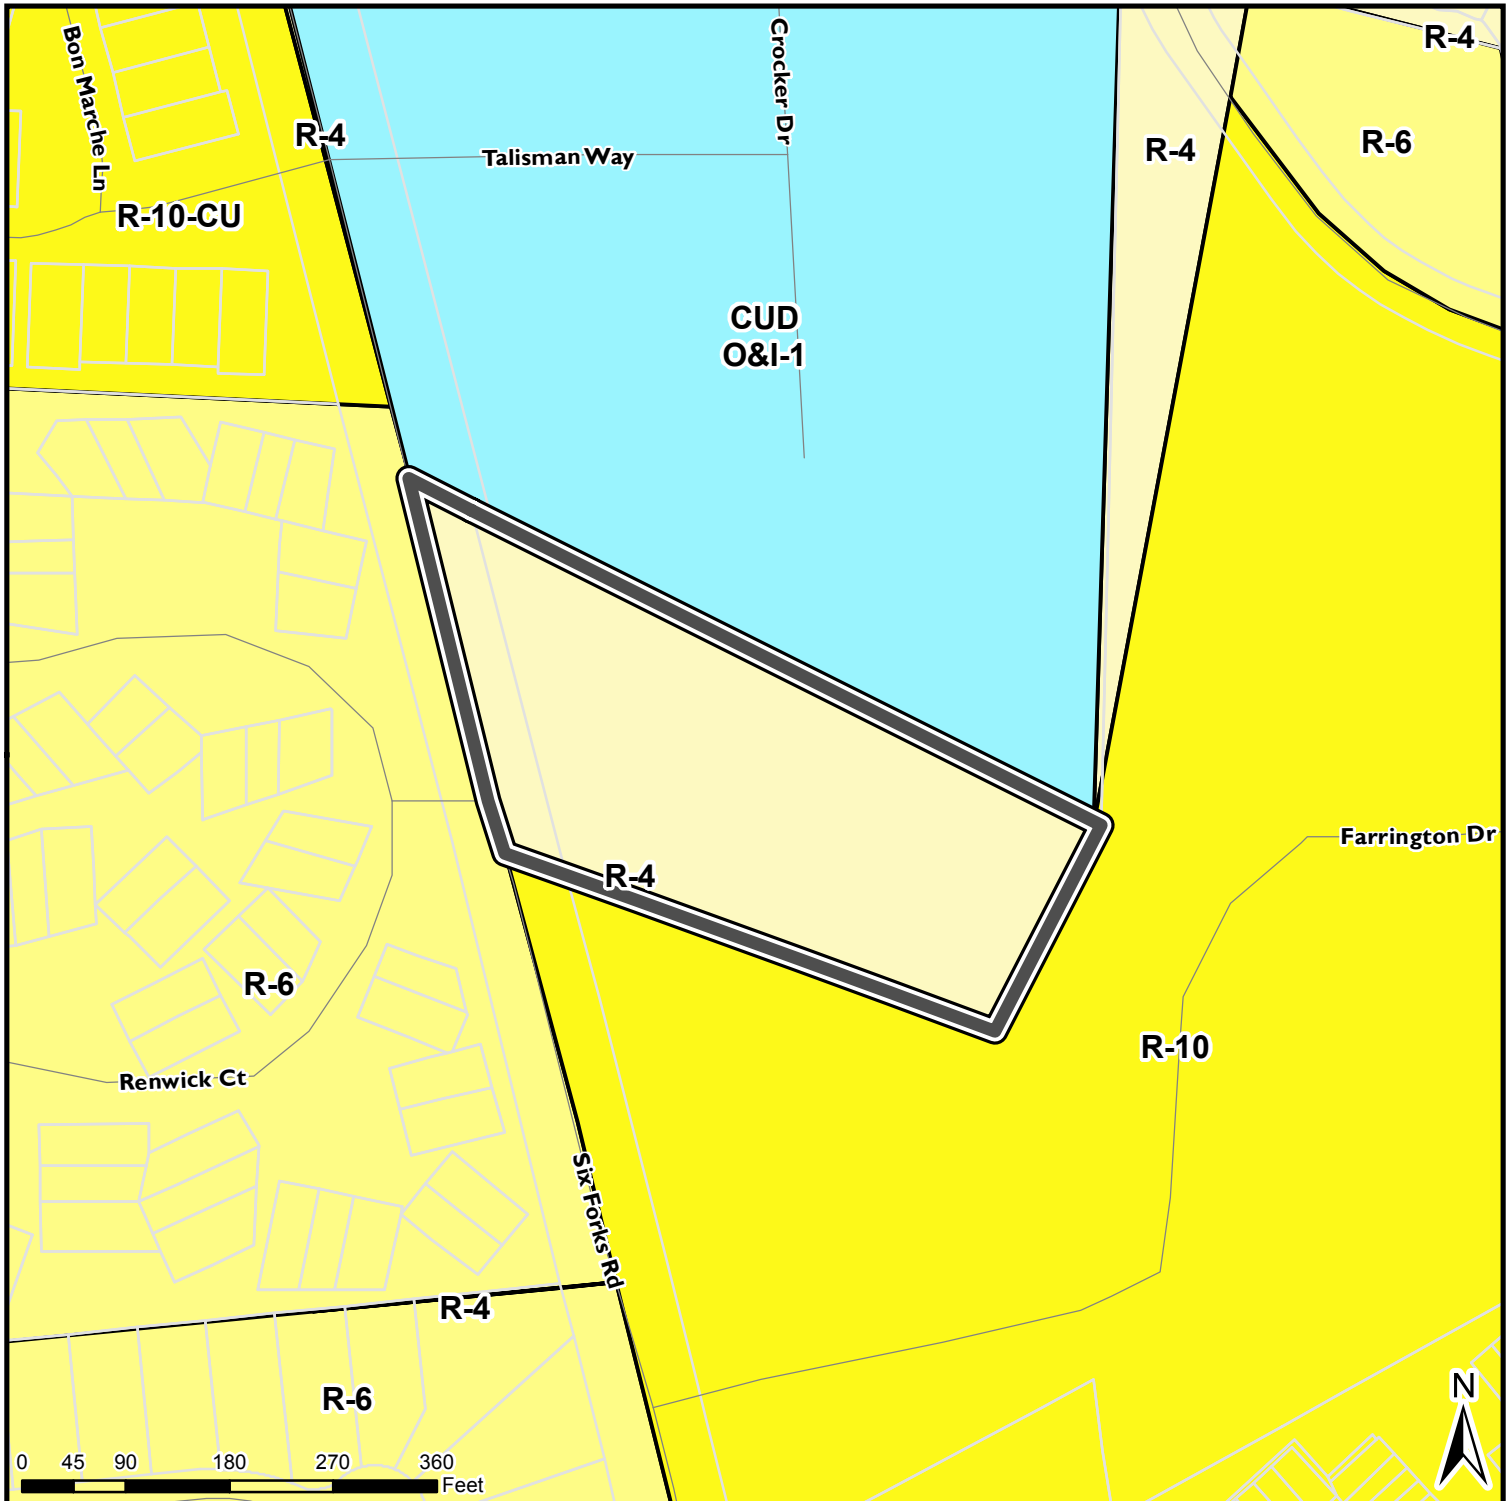 Bon Marche Ln
Crocker Dr
R-4
R-4
Talisman Way
R-4
R-6
R-10-CU
CUD
O&I-1
Farrington Dr
R-4
R-6
R-10
Renwick Ct
Six Forks Rd
R-4
R-6
N
0 45 90 180 270 360
Feet